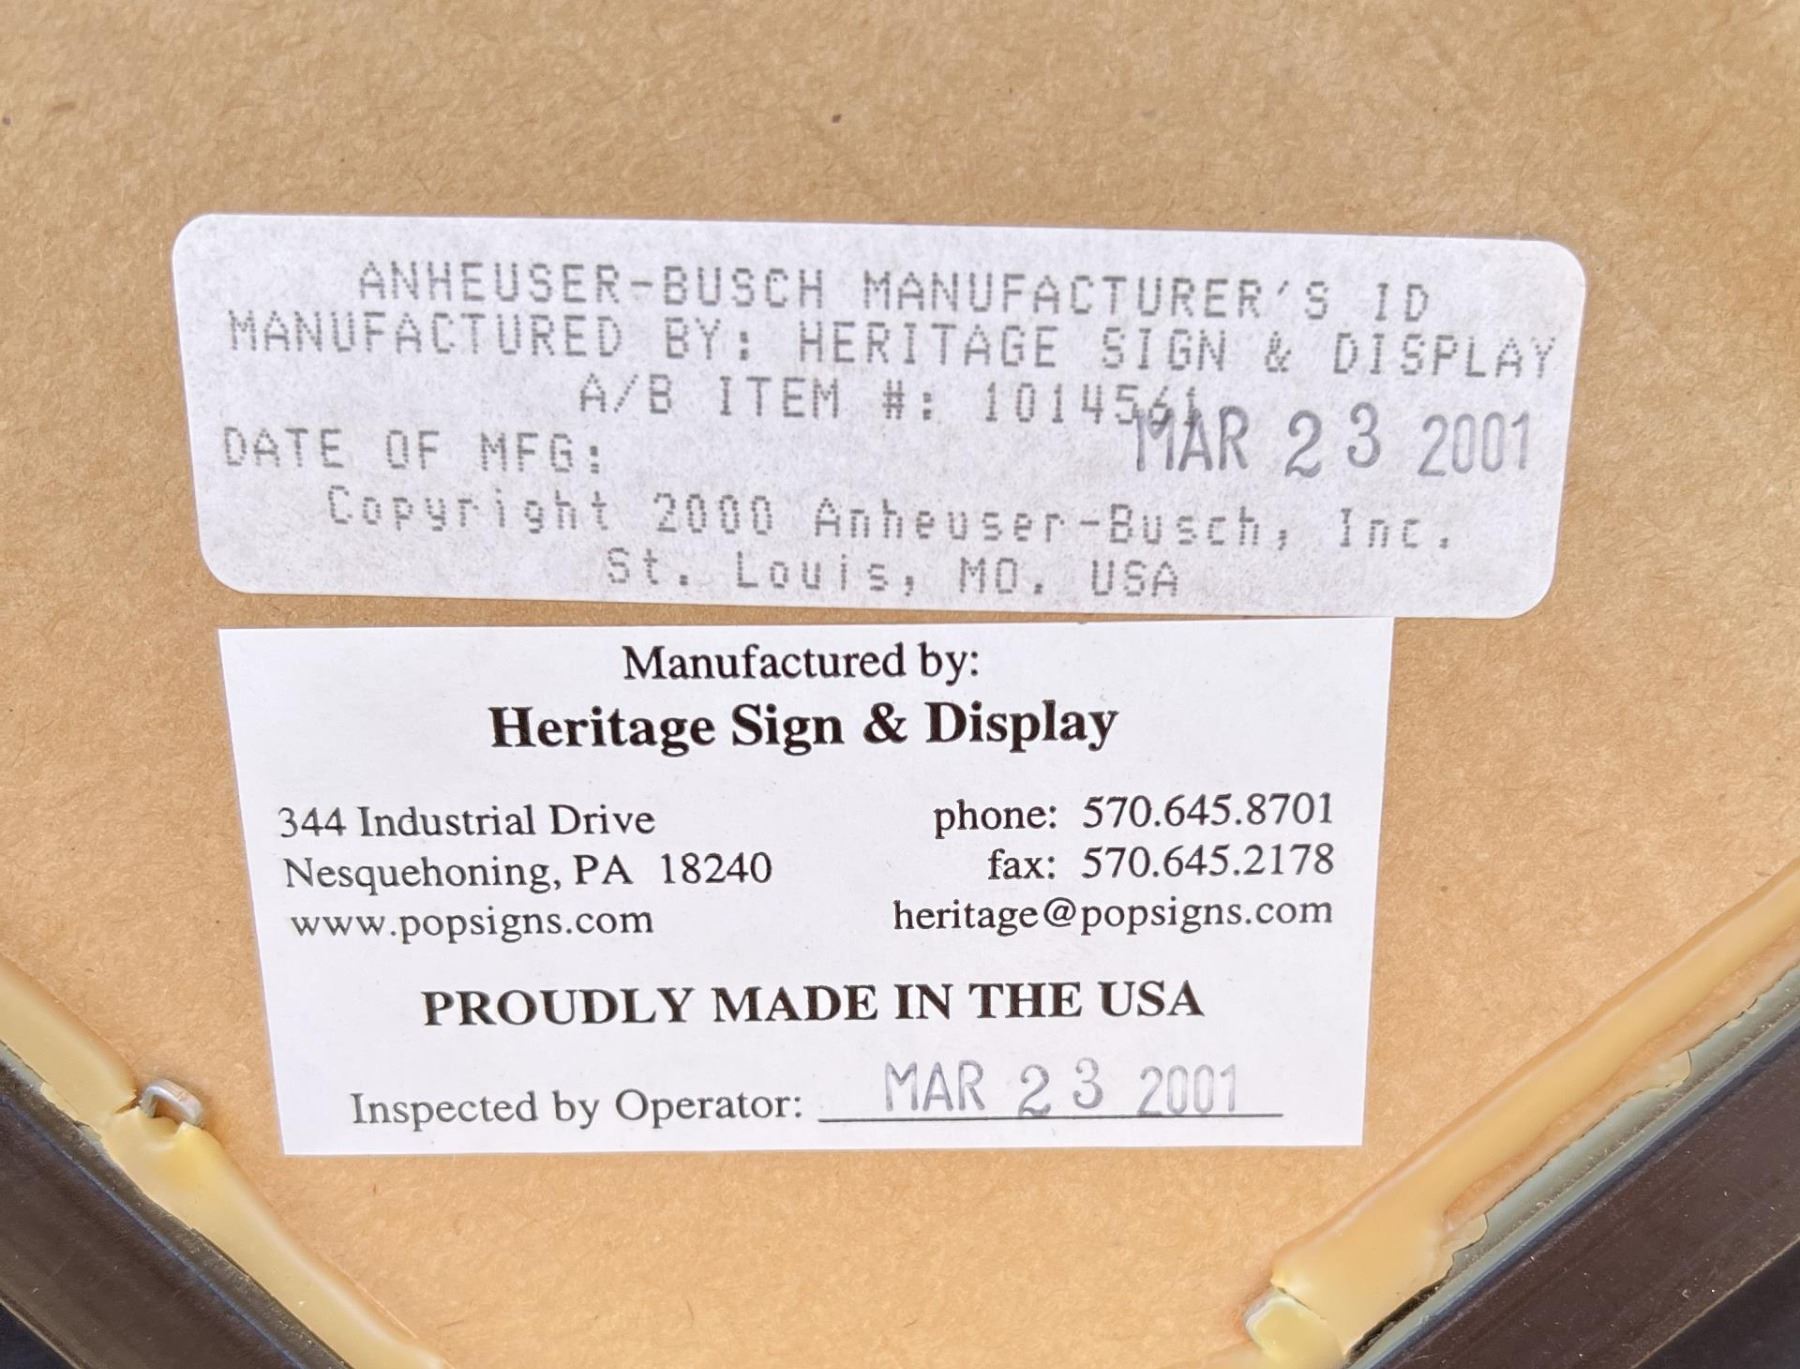 ANHEUSER-BUSCH MANUFACTURER'S ID
MANUFACTURED BY: HERITAGE SIGN & DISPLAY
A/B ITEM #: 1014561
DATE OF MFG: MAR 23 2001
Copyright 2000 Anheuser-Busch, Inc.
St. Louis, MO. USA
Manufactured by:
Heritage Sign & Display
344 Industrial Drive phone: 570.645.8701
Nesquehoning, PA 18240 fax: 570.645.2178
www.popsigns.com heritage@popsigns.com
PROUDLY MADE IN THE USA
Inspected by Operator: MAR 23 2001